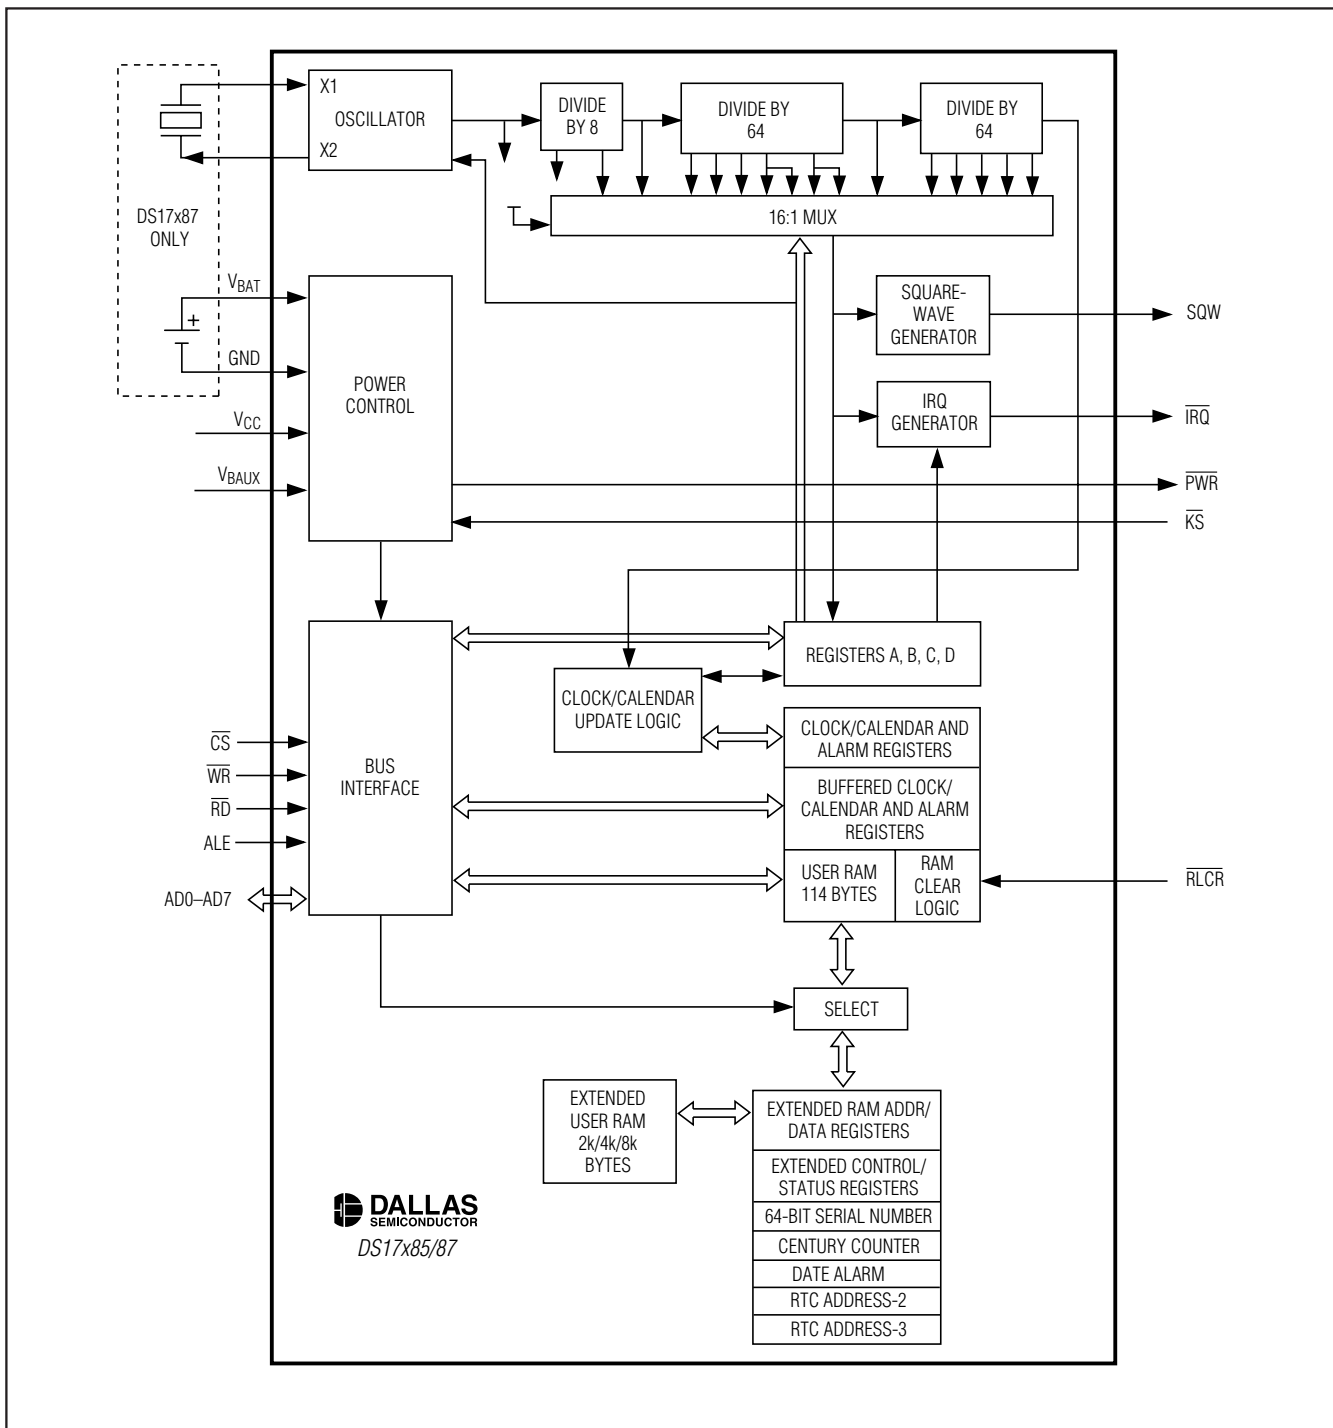 X1
OSCILLATOR
X2
DIVIDE
BY 8
DIVIDE BY
64
DIVIDE BY
64
16:1 MUX
DS17x87
ONLY
VBAT
+
GND
VCC
VBAUX
POWER
CONTROL
SQUARE-
WAVE
GENERATOR
SQW
IRQ
GENERATOR
IRQ
PWR
KS
REGISTERS A, B, C, D
CLOCK/CALENDAR
UPDATE LOGIC
CS
WR
RD
ALE
AD0–AD7
BUS
INTERFACE
CLOCK/CALENDAR AND
ALARM REGISTERS
BUFFERED CLOCK/
CALENDAR AND ALARM
REGISTERS
USER RAM
114 BYTES
RAM
CLEAR
LOGIC
RLCR
SELECT
EXTENDED
USER RAM
2k/4k/8k
BYTES
EXTENDED RAM ADDR/
DATA REGISTERS
EXTENDED CONTROL/
STATUS REGISTERS
64-BIT SERIAL NUMBER
CENTURY COUNTER
DATE ALARM
RTC ADDRESS-2
RTC ADDRESS-3
DALLAS
SEMICONDUCTOR
DS17x85/87